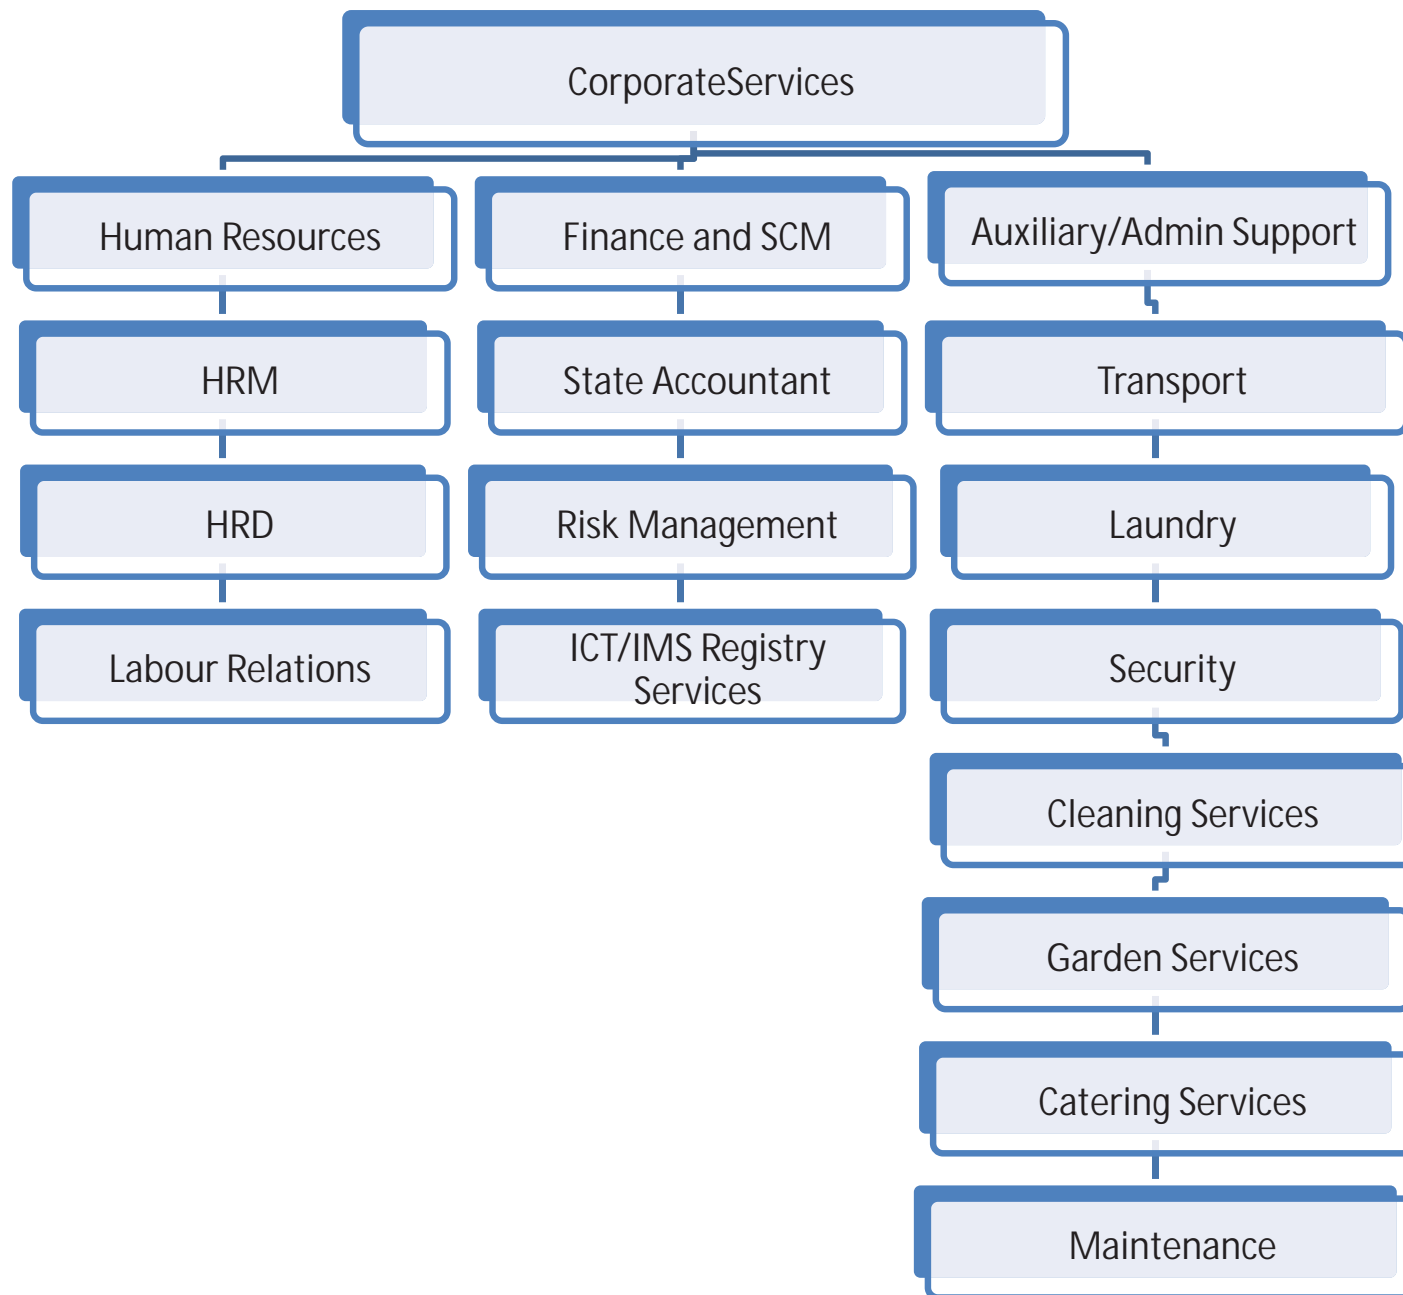 CorporateServices
Human Resources
Finance and SCM
Auxiliary/Admin Support
HRM
State Accountant
Transport
HRD
Risk Management
Laundry
Labour Relations
ICT/IMS Registry
Services
Security
Cleaning Services
Garden Services
Catering Services
Maintenance